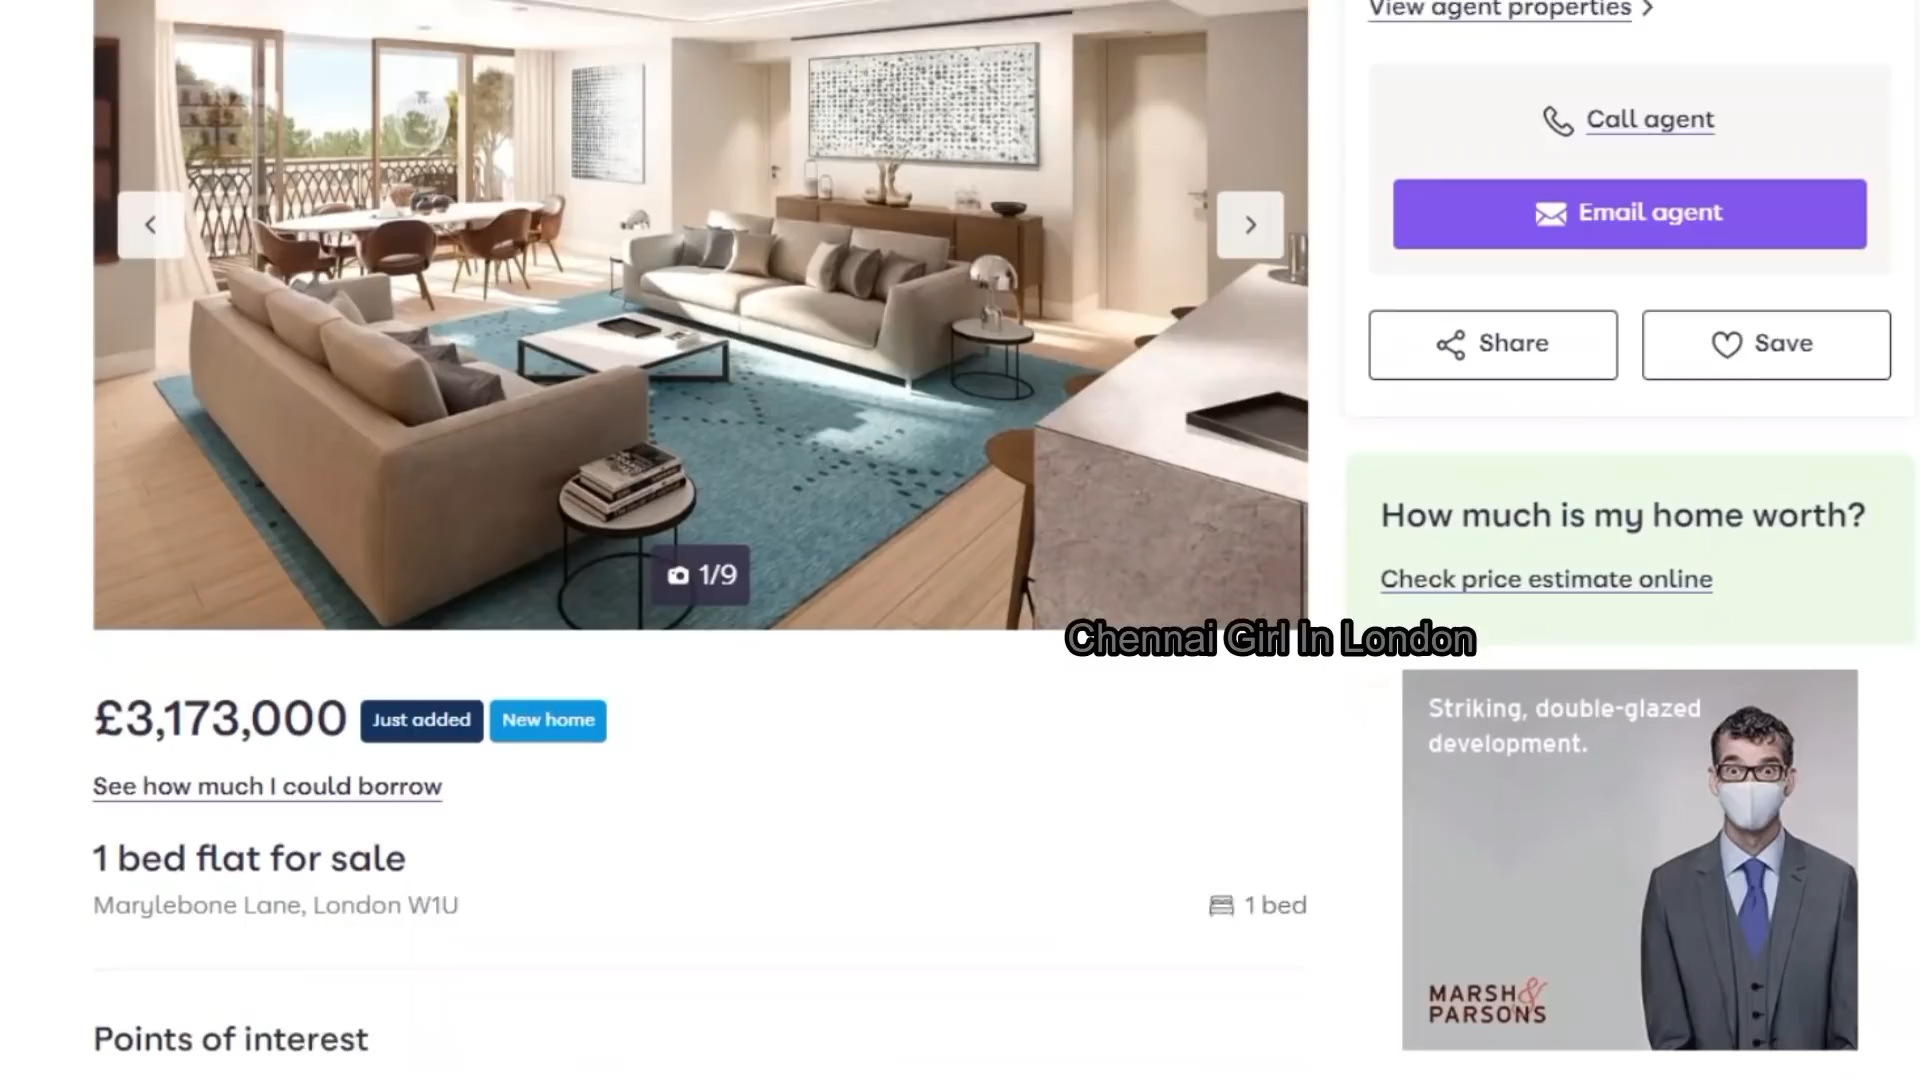 View agent properties
Call agent
Email agent
Share
Save
How much is my home worth?
Check price estimate online
1/9
Chennai Girl In London
£3,173,000
Just added
New home
See how much I could borrow
1 bed flat for sale
Marylebone Lane, London W1U
1 bed
Points of interest
Striking, double-glazed
development.
MARSH&
PARSONS